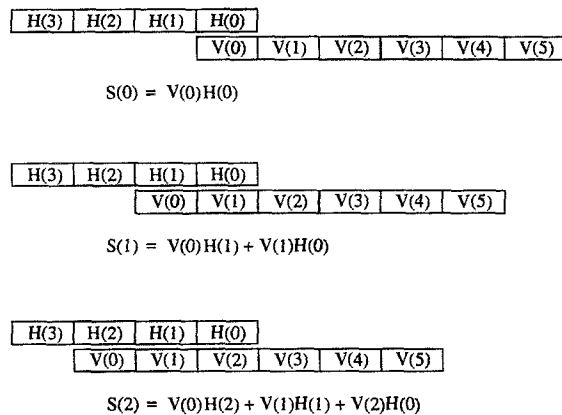 H(3) H(2) H(1) H(0)
V(0) V(1) V(2) V(3) V(4) V(5)
S(0) = V(0)H(0)
H(3) H(2) H(1) H(0)
V(0) V(1) V(2) V(3) V(4) V(5)
S(1) = V(0)H(1) + V(1)H(0)
H(3) H(2) H(1) H(0)
V(0) V(1) V(2) V(3) V(4) V(5)
S(2) = V(0)H(2) + V(1)H(1) + V(2)H(0)